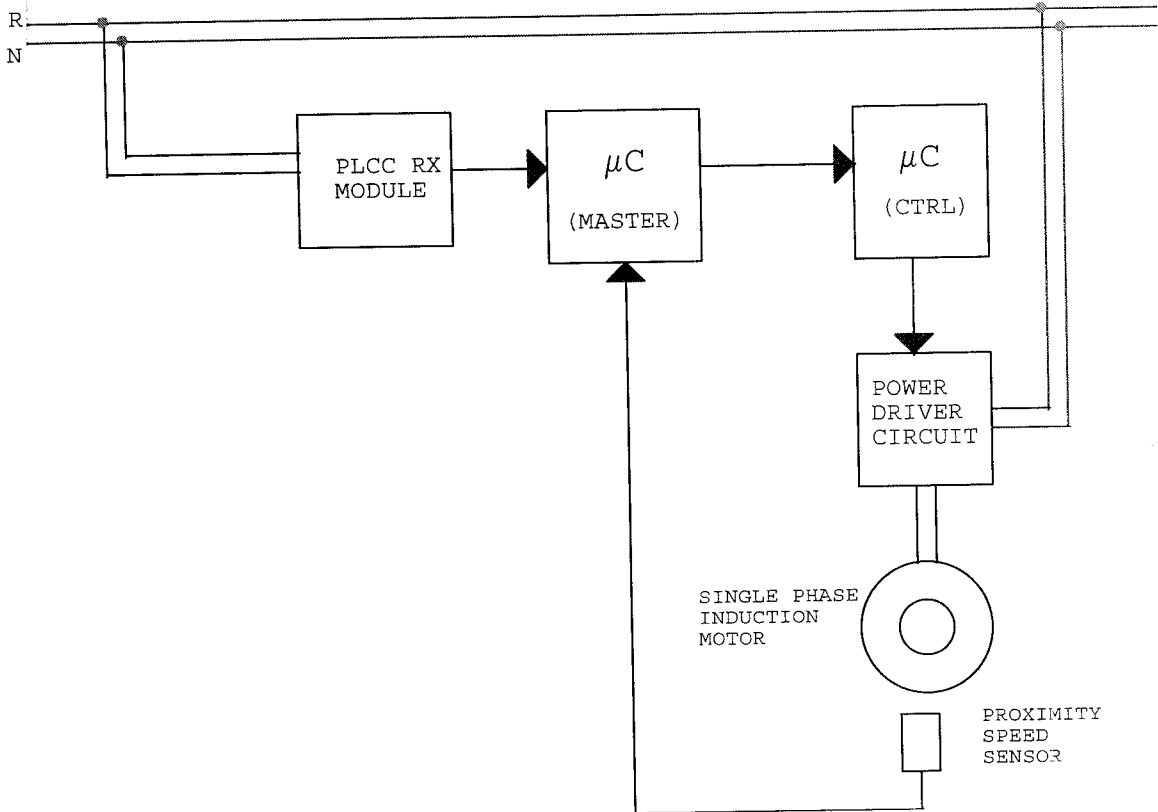 R
N
PLCC RX
MODULE
μC
(MASTER)
μC
(CTRL)
POWER
DRIVER
CIRCUIT
SINGLE PHASE
INDUCTION
MOTOR
PROXIMITY
SPEED
SENSOR